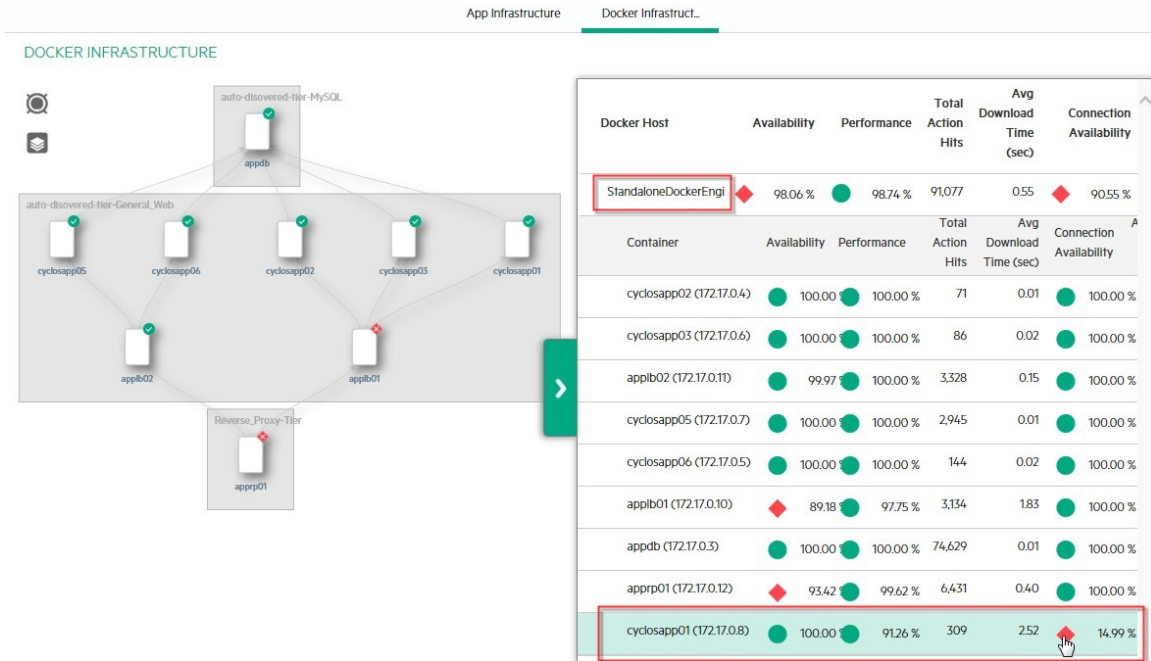 App Infrastructure
Docker Infrastruct...
DOCKER INFRASTRUCTURE
auto-disovered-tier-MySQL
appdb
auto-disovered-tier-General_Web
cyclosapp05
cyclosapp06
cyclosapp02
cyclosapp03
cyclosapp01
applb02
applb01
Reverse_Proxy-Tier
apprp01
Docker Host Availability Performance Total Action Hits Avg Download Time (sec) Connection Availability
StandaloneDockerEngi 98.06 % 98.74 % 91,077 0.55 90.55 %
Container Availability Performance Total Action Hits Avg Download Time (sec) Connection Availability A
cyclosapp02 (172.17.0.4) 100.00 % 100.00 % 71 0.01 100.00 %
cyclosapp03 (172.17.0.6) 100.00 % 100.00 % 86 0.02 100.00 %
applb02 (172.17.0.11) 99.97 % 100.00 % 3,328 0.15 100.00 %
cyclosapp05 (172.17.0.7) 100.00 % 100.00 % 2,945 0.01 100.00 %
cyclosapp06 (172.17.0.5) 100.00 % 100.00 % 144 0.02 100.00 %
applb01 (172.17.0.10) 89.18 % 97.75 % 3,134 1.83 100.00 %
appdb (172.17.0.3) 100.00 % 100.00 % 74,629 0.01 100.00 %
apprp01 (172.17.0.12) 93.42 % 99.62 % 6,431 0.40 100.00 %
cyclosapp01 (172.17.0.8) 100.00 % 91.26 % 309 2.52 14.99 %